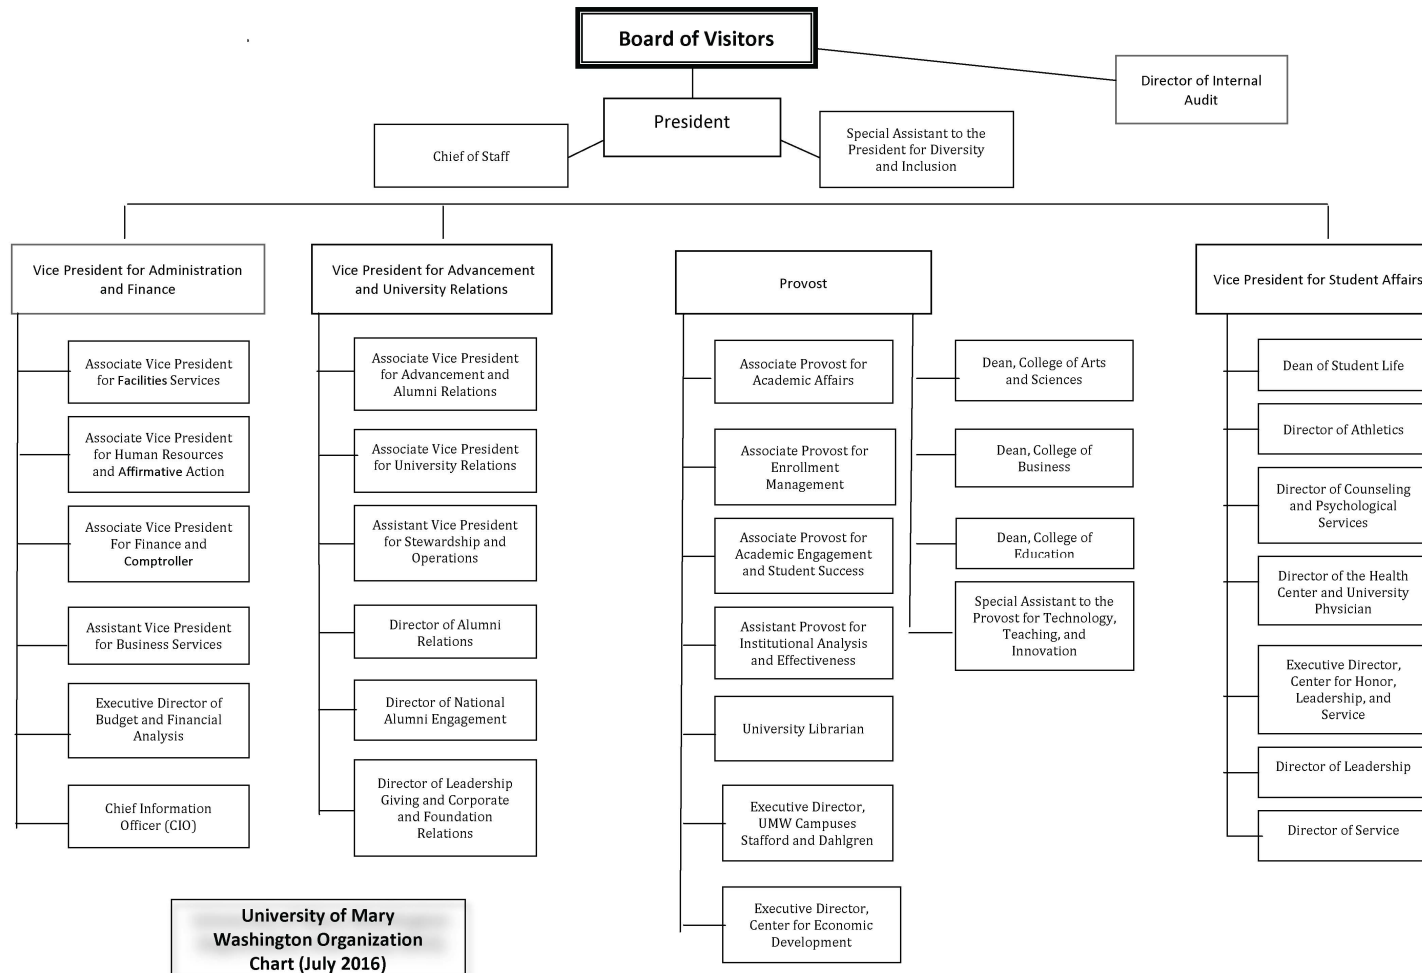 Board of Visitors
Director of Internal
Audit
President
Chief of Staff
Special Assistant to the
President for Diversity
and Inclusion
Vice President for Administration
and Finance
Associate Vice President
for Facilities Services
Associate Vice President
for Human Resources
and Affirmative Action
Associate Vice President
For Finance and
Comptroller
Assistant Vice President
for Business Services
Executive Director of
Budget and Financial
Analysis
Chief Information
Officer (CIO)
Vice President for Advancement
and University Relations
Associate Vice President
for Advancement and
Alumni Relations
Associate Vice President
for University Relations
Assistant Vice President
for Stewardship and
Operations
Director of Alumni
Relations
Director of National
Alumni Engagement
Director of Leadership
Giving and Corporate
and Foundation
Relations
Provost
Associate Provost for
Academic Affairs
Associate Provost for
Enrollment
Management
Associate Provost for
Academic Engagement
and Student Success
Assistant Provost for
Institutional Analysis
and Effectiveness
University Librarian
Executive Director,
UMW Campuses
Stafford and Dahlgren
Executive Director,
Center for Economic
Development
Dean, College of Arts
and Sciences
Dean, College of
Business
Dean, College of
Education
Special Assistant to the
Provost for Technology,
Teaching, and
Innovation
Vice President for Student Affairs
Dean of Student Life
Director of Athletics
Director of Counseling
and Psychological
Services
Director of the Health
Center and University
Physician
Executive Director,
Center for Honor,
Leadership, and
Service
Director of Leadership
Director of Service
University of Mary
Washington Organization
Chart (July 2016)